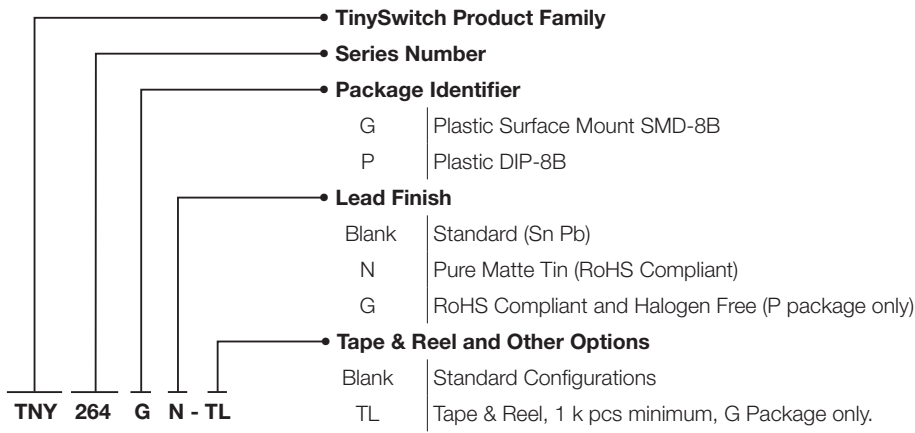 TinySwitch Product Family
Series Number
Package Identifier
G Plastic Surface Mount SMD-8B
P Plastic DIP-8B
Lead Finish
Blank Standard (Sn Pb)
N Pure Matte Tin (RoHS Compliant)
G RoHS Compliant and Halogen Free (P package only)
Tape & Reel and Other Options
Blank Standard Configurations
TL Tape & Reel, 1 k pcs minimum, G Package only.
TNY 264 G N - TL